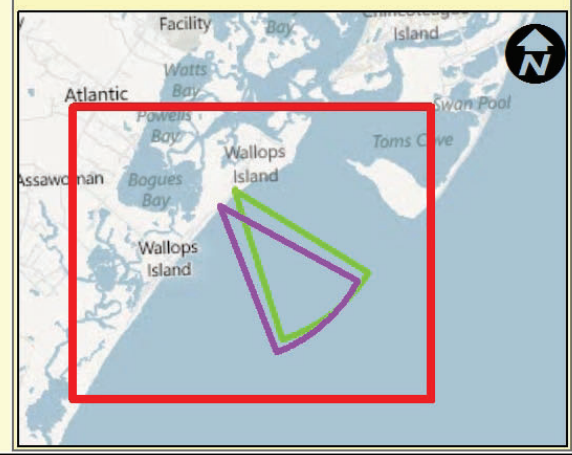 Chincoteague
Island
Facility
Bay
N
Watts
Bay
Atlantic
Swan Pool
Powells
Bay
Toms Cove
Wallops
Island
Assawoman
Bogues
Bay
Wallops
Island